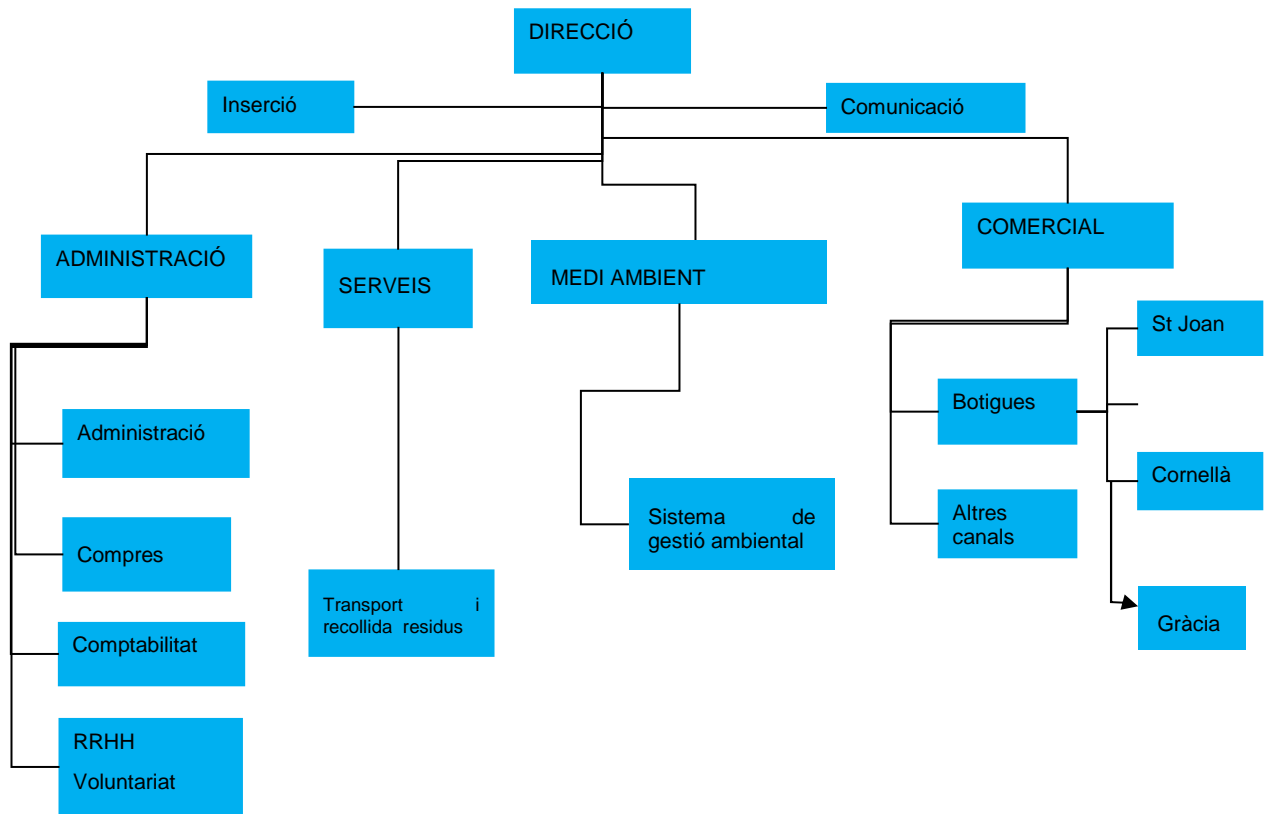 DIRECCIÓ
Inserció
Comunicació
ADMINISTRACIÓ
SERVEIS
MEDI AMBIENT
COMERCIAL
St Joan
Administració
Botigues
Cornellà
Compres
Sistema de
gestió ambiental
Altres
canals
Transport i
recollida residus
Gràcia
Comptabilitat
RRHH
Voluntariat